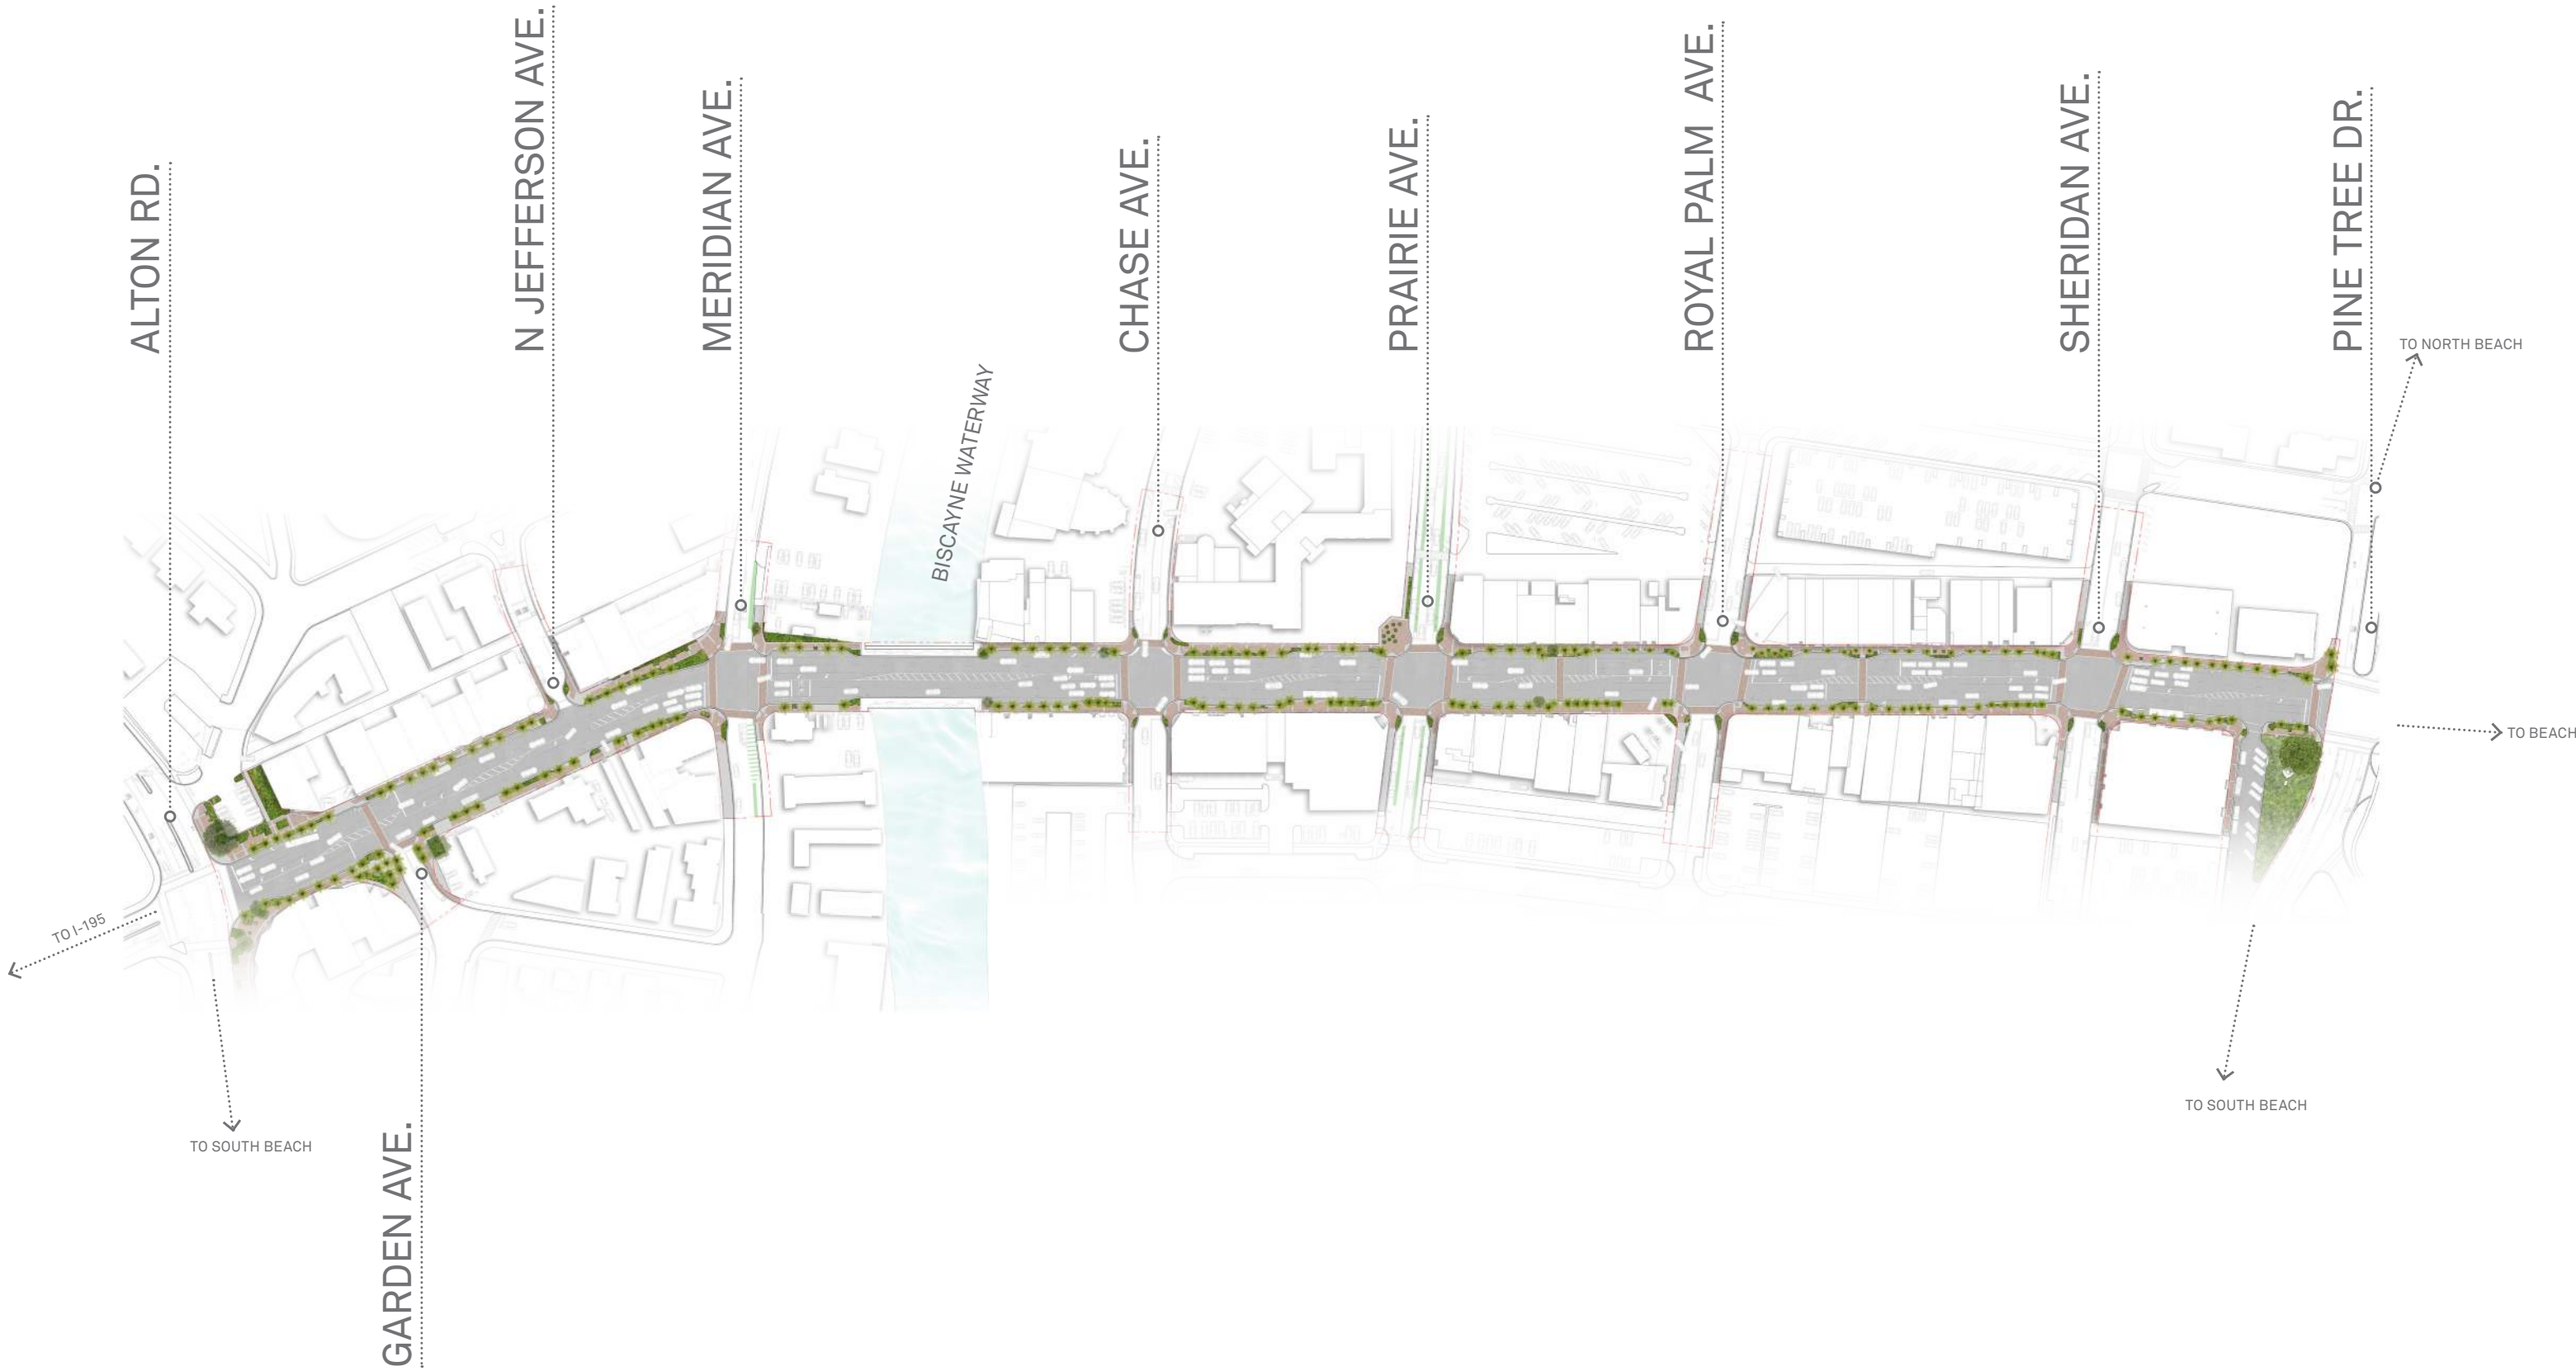 ALTON RD.
N JEFFERSON AVE.
MERIDIAN AVE.
BISCAYNE WATERWAY
CHASE AVE.
PRAIRIE AVE.
ROYAL PALM AVE.
SHERIDAN AVE.
PINE TREE DR.
TO NORTH BEACH
TO BEACH
TO I-195
TO SOUTH BEACH
GARDEN AVE.
TO SOUTH BEACH